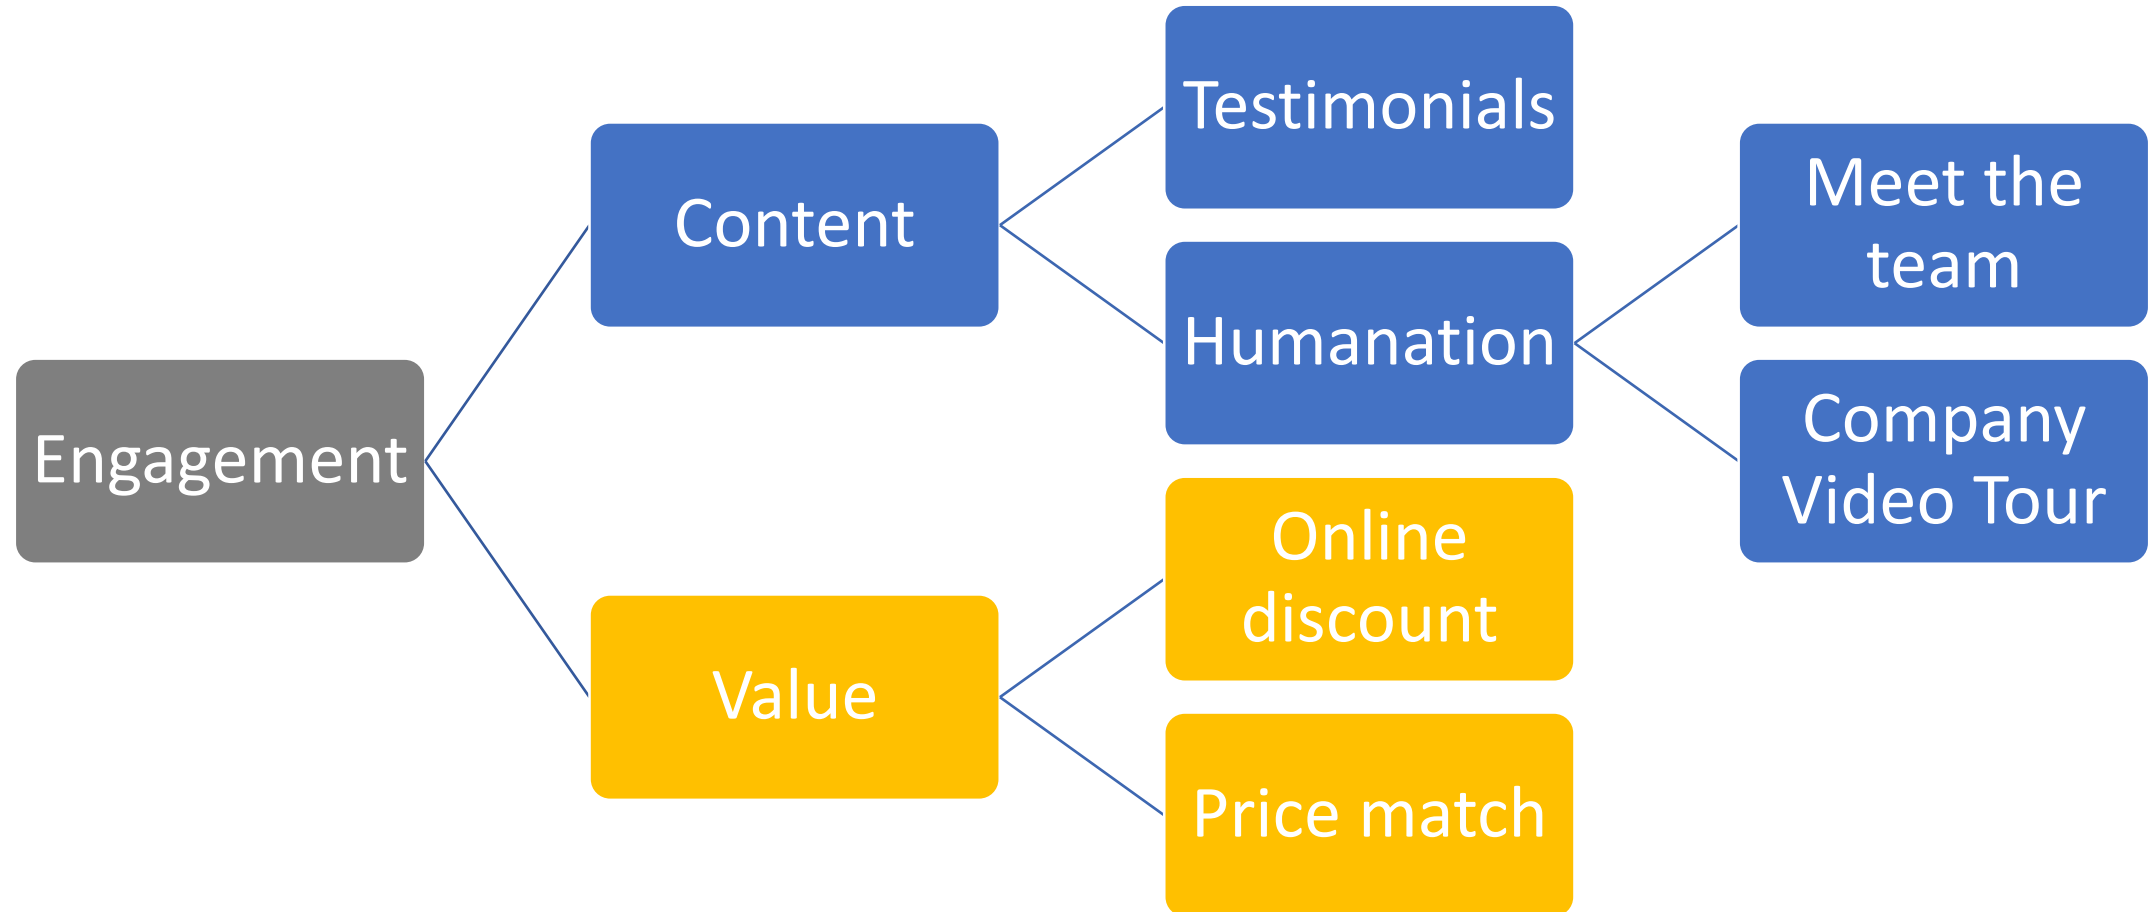 Engagement
Content
Testimonials
Humanation
Meet the
team
Company
Video Tour
Value
Online
discount
Price match